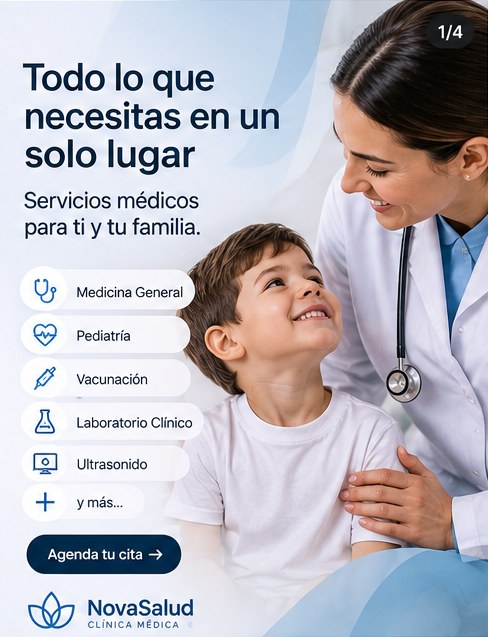 1/4
Todo lo que
necesitas en un
solo lugar
Servicios médicos
para ti y tu familia.
Medicina General
Pediatría
Vacunación
Laboratorio Clínico
Ultrasonido
y más...
Agenda tu cita →
NovaSalud
CLÍNICA MÉDICA